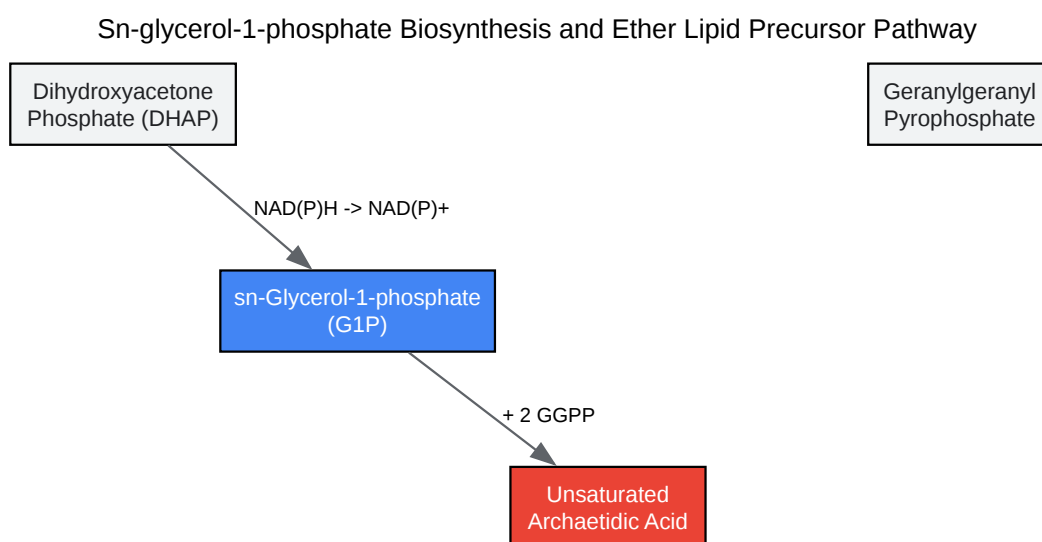 Sn-glycerol-1-phosphate Biosynthesis and Ether Lipid Precursor Pathway
Dihydroxyacetone
Phosphate (DHAP)
Geranylgeranyl
Pyrophosphate
NAD(P)H -> NAD(P)+
sn-Glycerol-1-phosphate
(G1P)
+ 2 GGPP
Unsaturated
Archaetidic Acid